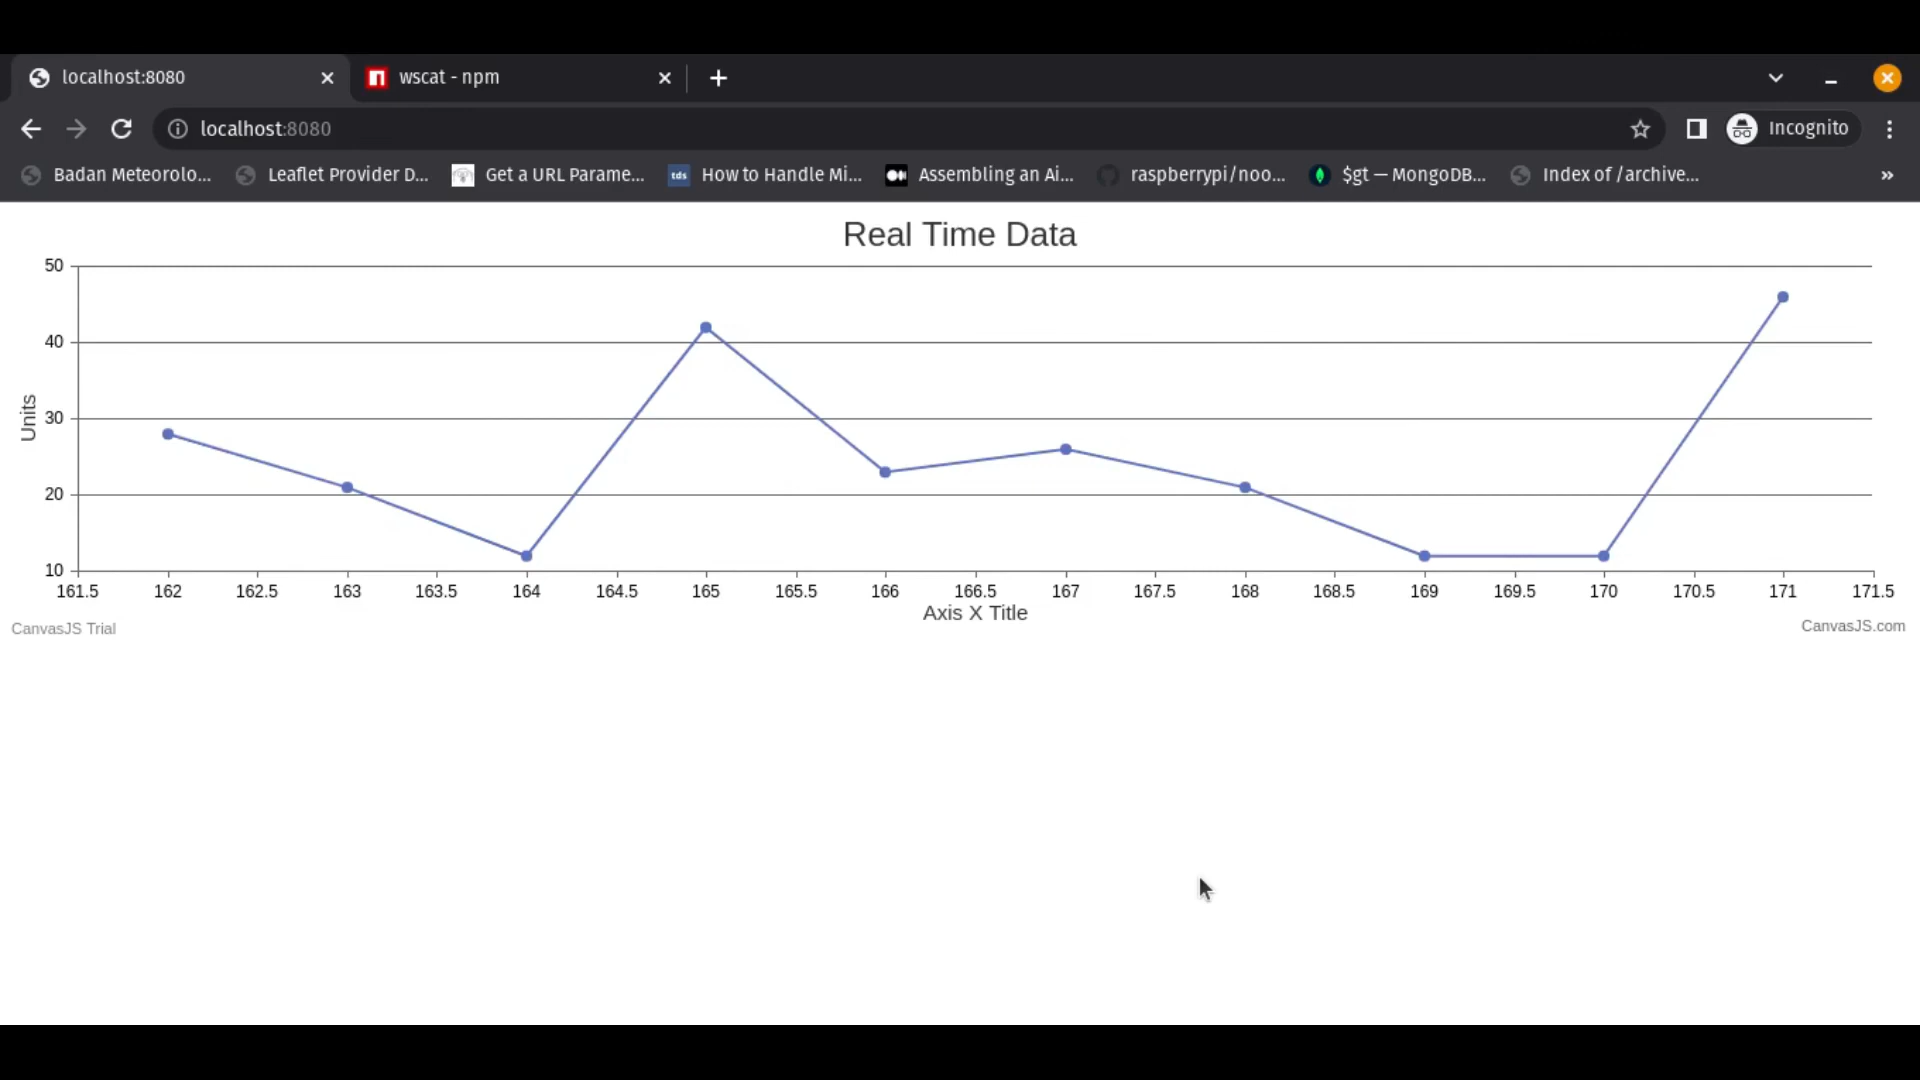 localhost:8080
wscat - npm
localhost:8080
Incognito
Badan Meteorolo...
Leaflet Provider D...
Get a URL Parame...
tds
How to Handle Mi...
Assembling an Ai...
raspberrypi/noo...
$gt — MongoDB...
Index of /archive...
»
Real Time Data
50
40
30
20
10
Units
161.5 162 162.5 163 163.5 164 164.5 165 165.5 166 166.5 167 167.5 168 168.5 169 169.5 170 170.5 171 171.5
Axis X Title
CanvasJS Trial
CanvasJS.com